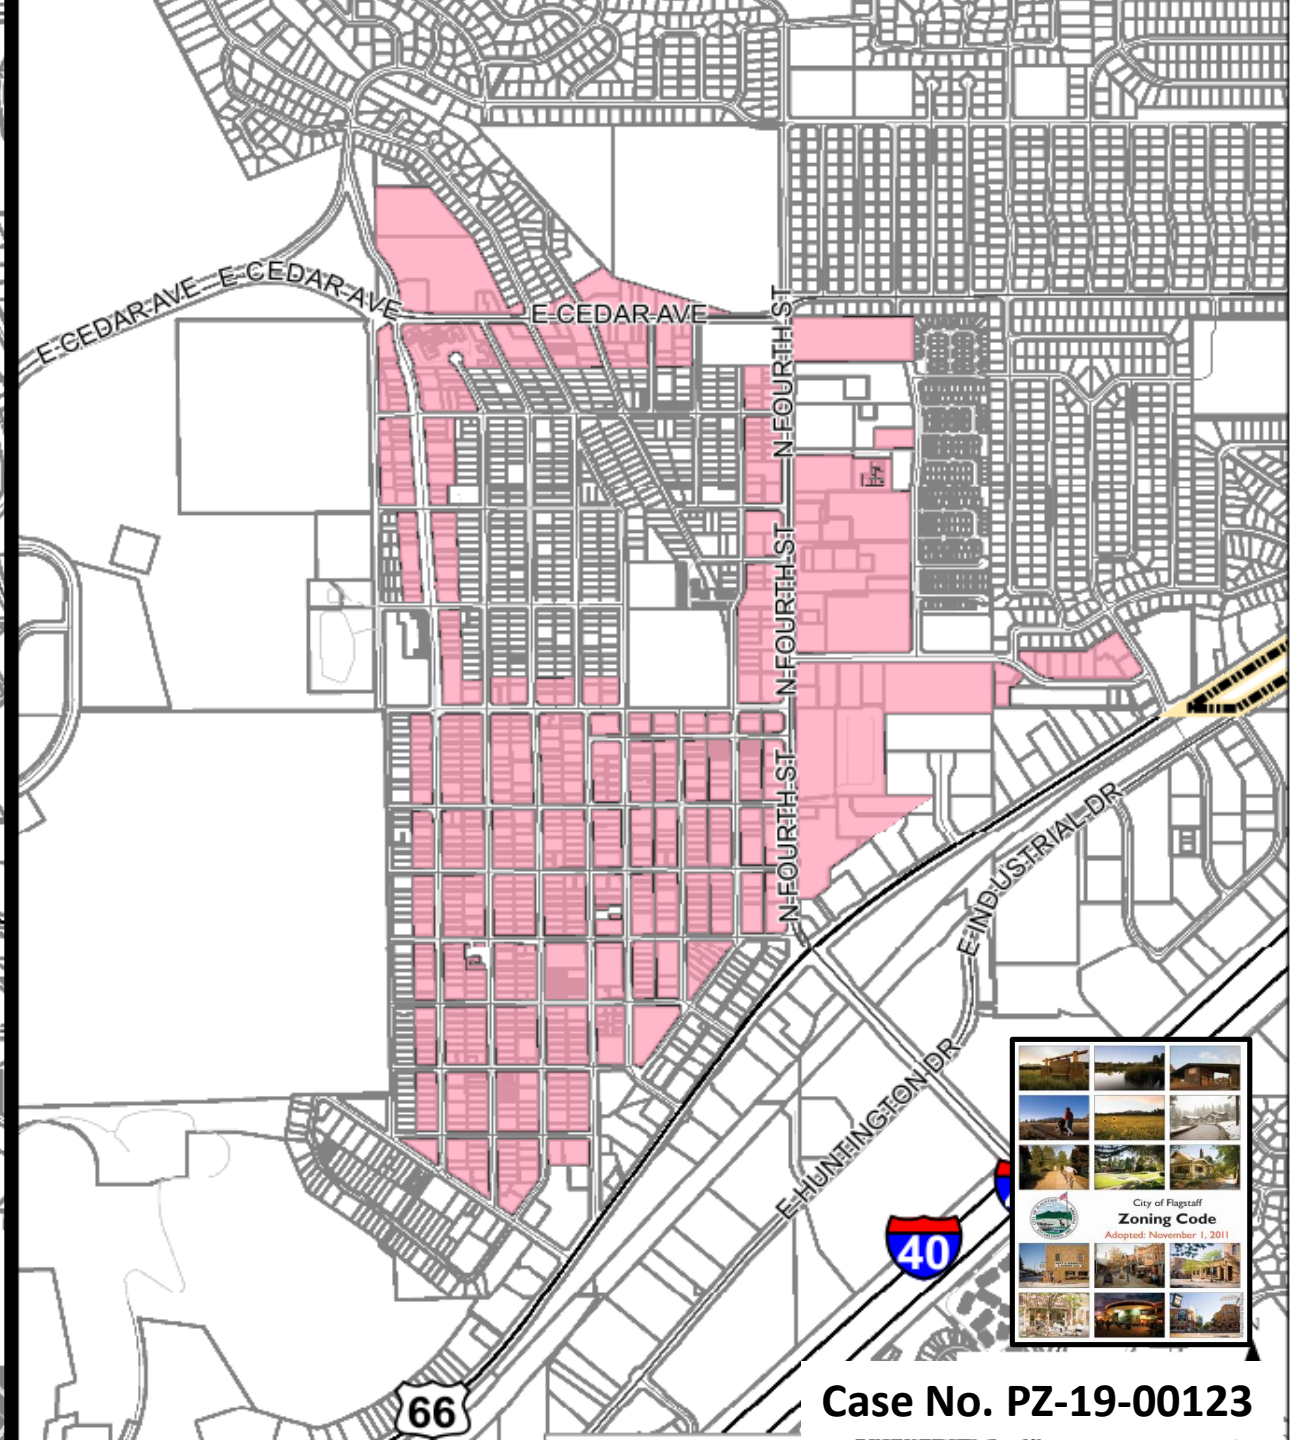 E CEDAR AVE
E CEDAR AVE
E CEDAR AVE
N FOURTH ST
N FOURTH ST
N FOURTH ST
N FOURTH ST
E INDUSTRIAL DR
E HUNTINGTON DR
City of Flagstaff
Zoning Code
Adopted: November 1, 2011
40
66
Case No. PZ-19-00123